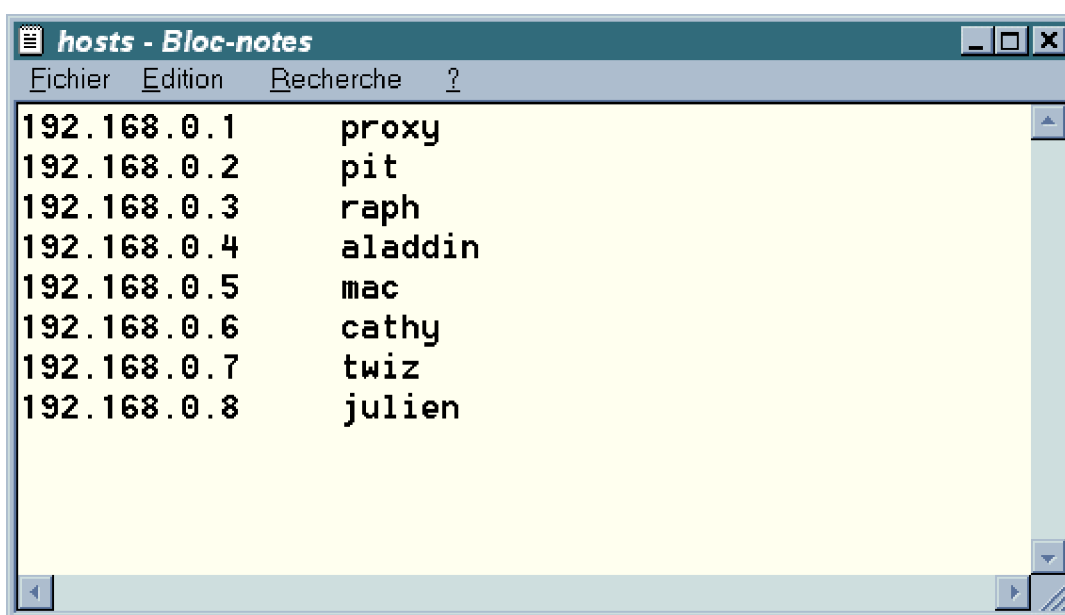 hosts - Bloc-notes
Fichier Edition Recherche ?
192.168.0.1 proxy
192.168.0.2 pit
192.168.0.3 raph
192.168.0.4 aladdin
192.168.0.5 mac
192.168.0.6 cathy
192.168.0.7 twiz
192.168.0.8 julien